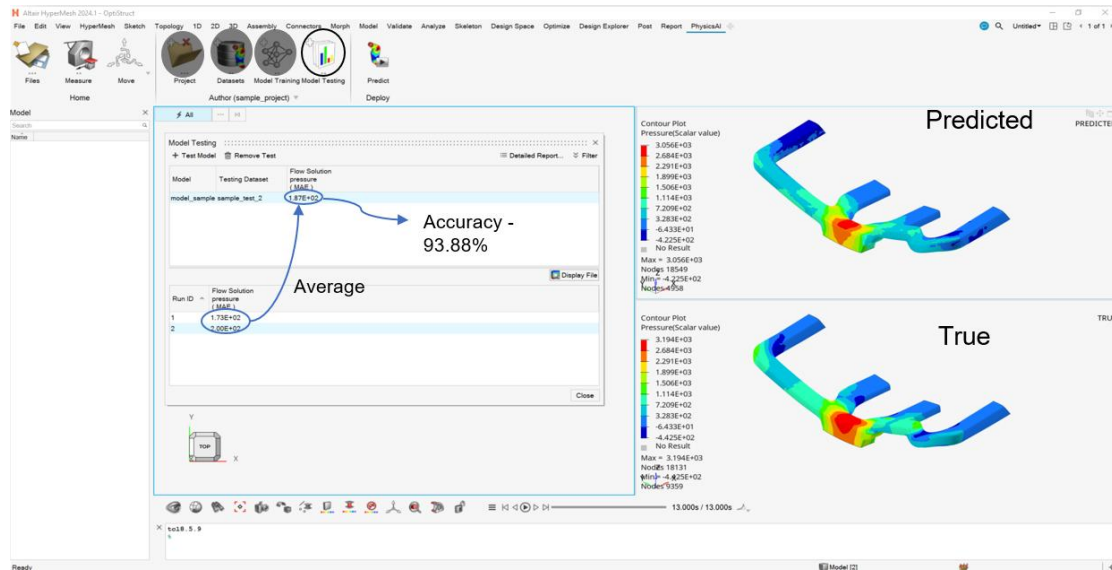 Altair HyperMesh 2024.1 - OptiStruct
File Edit View HyperMesh Sketch Topology 1D 2D 3D Assembly Connectors Morph Model Validate Analyze Skeleton Design Space Optimize Design Explorer Post Report PhysicsAI
Untitled
1 of 1
Files Measure Move Project Datasets Model Training Model Testing Predict
Home Author (sample_project) Deploy
Model
Search
Name
All
Model Testing
Test Model Remove Test Detailed Report... Filter
Model Testing Dataset Flow Solution
pressure
( MAE )
model_sample sample_test_2 1.87E+02
Accuracy -
93.88%
Display File
Average
Run ID Flow Solution
pressure
( MAE )
1 1.73E+02
2 2.00E+02
Close
Y
TOP
X
Contour Plot
Pressure(Scalar value)
3.056E+03
2.684E+03
2.291E+03
1.899E+03
1.506E+03
1.114E+03
7.209E+02
3.283E+02
-6.433E+01
-4.225E+02
No Result
Max = 3.056E+03
Nodes 18549
Min = -4.225E+02
Nodes 4958
Predicted
PREDICTED
Contour Plot
Pressure(Scalar value)
3.194E+03
2.684E+03
2.291E+03
1.899E+03
1.506E+03
1.114E+03
7.209E+02
3.283E+02
-6.433E+01
-4.425E+02
No Result
Max = 3.194E+03
Nodes 18131
Min = -4.425E+02
Nodes 9359
True
TRUE
13.000s / 13.000s
Ready
Model [2]